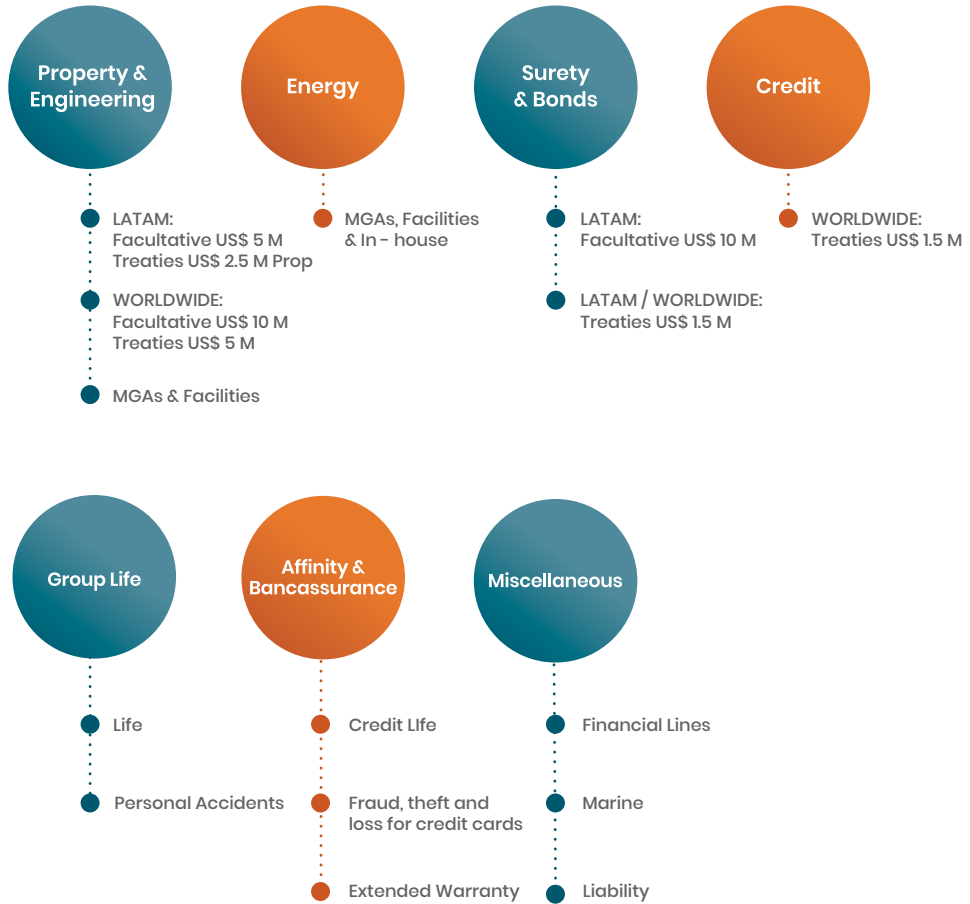 Property &
Engineering
LATAM:
Facultative US$ 5 M
Treaties US$ 2.5 M Prop
WORLDWIDE:
Facultative US$ 10 M
Treaties US$ 5 M
MGAs & Facilities
Energy
MGAs, Facilities
& In - house
Surety
& Bonds
LATAM:
Facultative US$ 10 M
LATAM / WORLDWIDE:
Treaties US$ 1.5 M
Credit
WORLDWIDE:
Treaties US$ 1.5 M
Group Life
Life
Personal Accidents
Affinity &
Bancassurance
Credit LIfe
Fraud, theft and
loss for credit cards
Extended Warranty
Miscellaneous
Financial Lines
Marine
Liability